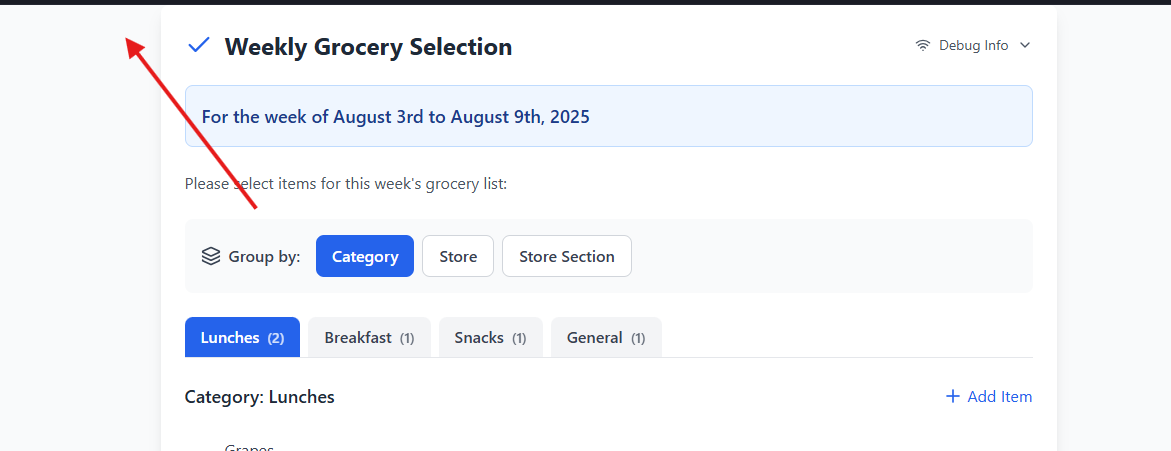 Weekly Grocery Selection
Debug Info
For the week of August 3rd to August 9th, 2025
Please select items for this week's grocery list:
Group by: Category Store Store Section
Lunches (2) Breakfast (1) Snacks (1) General (1)
Category: Lunches
Add Item
Grapes